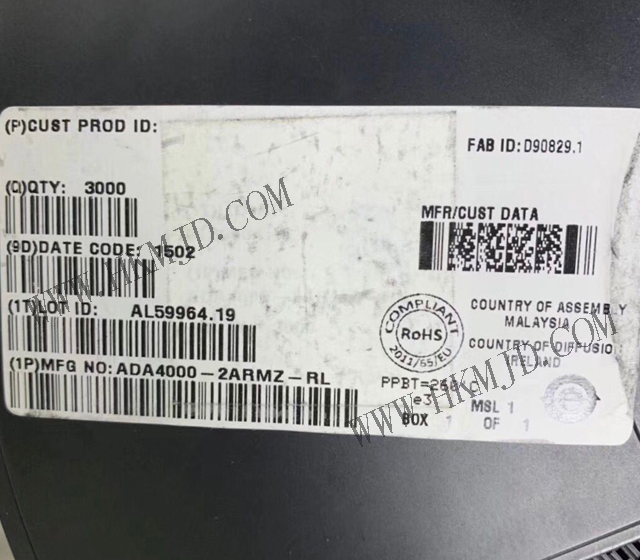 (P)CUST PROD ID:
FAB ID: D90829.1
(Q)QTY: 3000
MFR/CUST DATA
(9D)DATE CODE: 1502
(1T)LOT ID: AL59964.19
COMPLIANT
RoHS
2011/65/EU
COUNTRY OF ASSEMBLY
MALAYSIA
COUNTRY OF DIFFUSION
IRELAND
(1P)MFG NO: ADA4000-2ARMZ-RL
PPBT=260 C
e3
MSL 1
BOX 1 OF 1
WWW.HKMJD.COM
WWW.HKMJD.COM